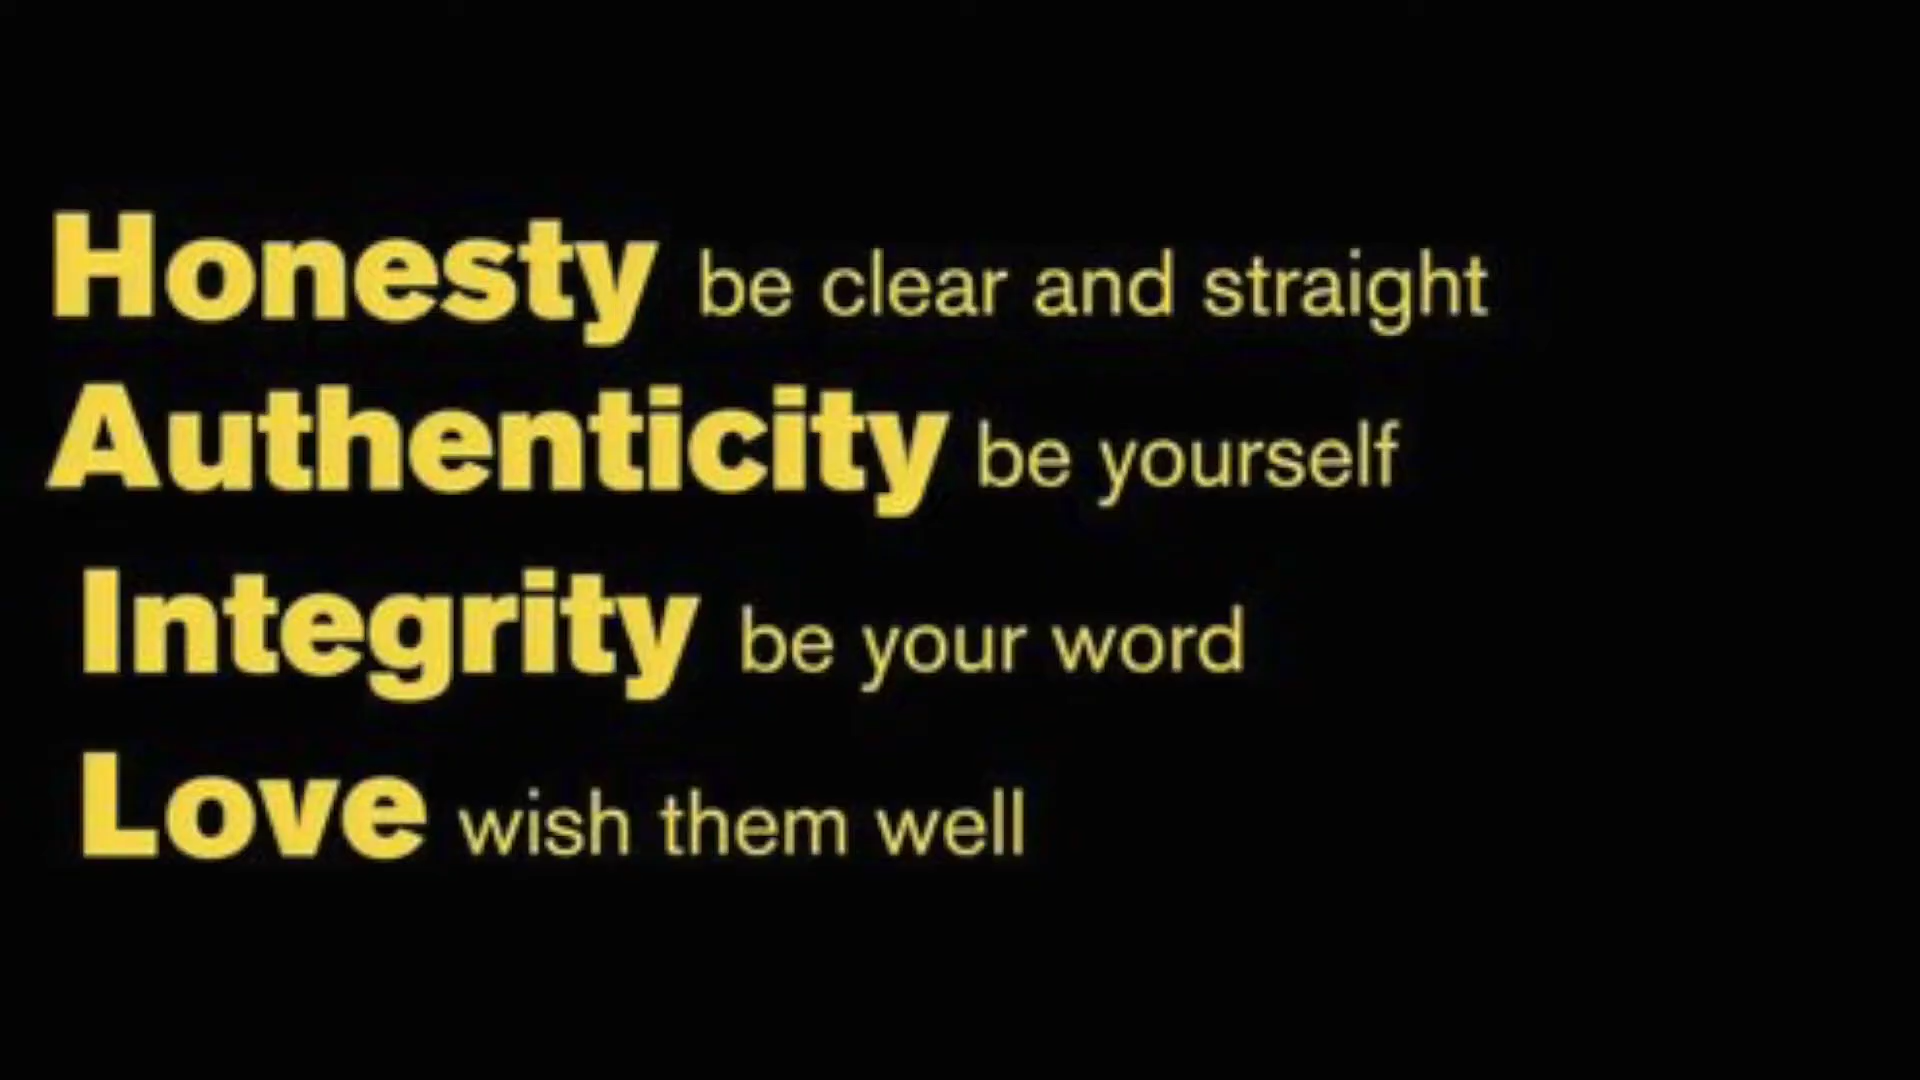 Honesty be clear and straight
Authenticity be yourself
Integrity be your word
Love wish them well